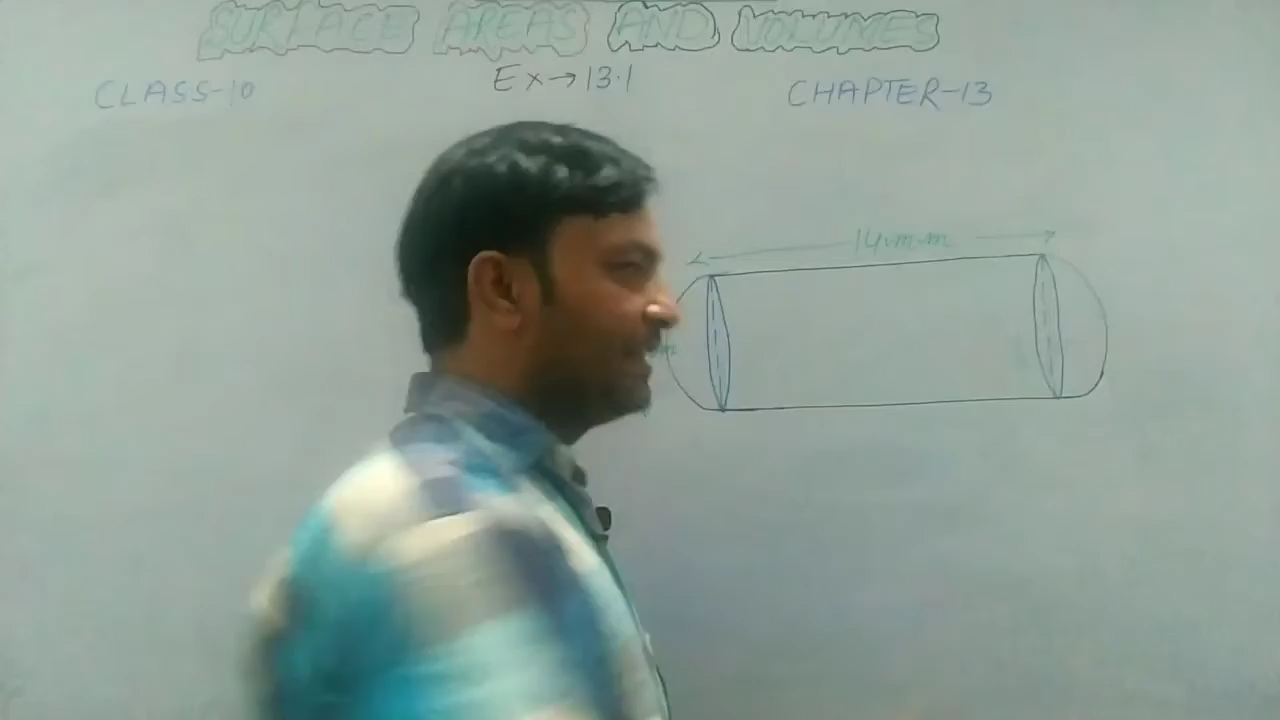 SURFACE AREAS AND VOLUMES
CLASS-10 Ex→13.1 CHAPTER-13
14mm